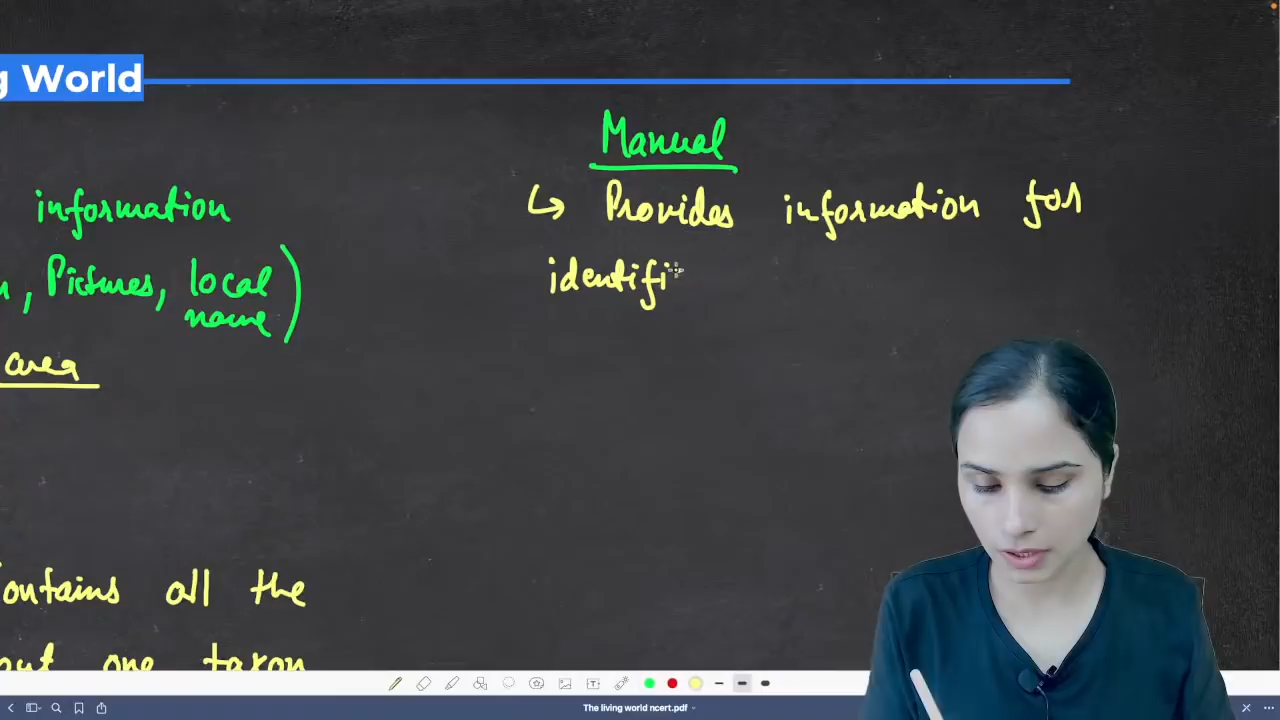 g World
Manual
information
↳ Provides information for
n, Pictures, local
name)
identifi
area
ontains all the
out one taxon
The living world ncert.pdf